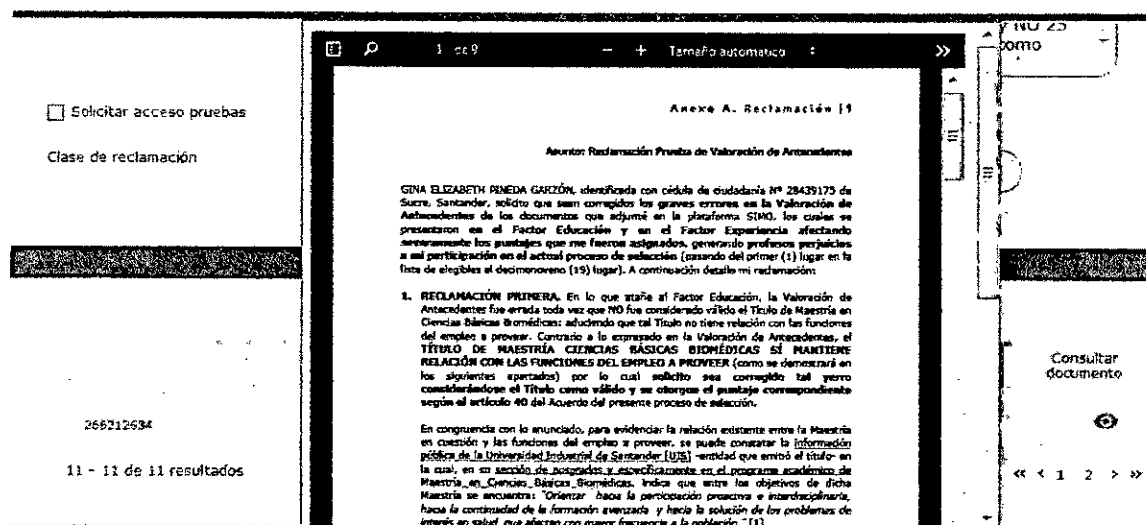 1 de 9
Tamaño automatico
y NO 25
omo
Solicitar acceso pruebas
Clase de reclamación
Anexo A. Reclamación |1
Asunto: Reclamación Prueba de Valoración de Antecedentes
GINA ELIZABETH PINEDA GARZÓN, identificada con cédula de ciudadanía Nº 28439175 de
Sucre, Santander, solicito que sean corregidos los graves errores en la Valoración de
Antecedentes de los documentos que adjunté en la plataforma SIMO, los cuales se
presentaron en el Factor Educación y en el Factor Experiencia afectando
severamente los puntajes que me fueron asignados, generando profusos perjuicios
a mi participación en el actual proceso de selección (pasando del primer (1) lugar en la
lista de elegibles al decimonoveno (19) lugar). A continuación detallo mi reclamación:
1. RECLAMACIÓN PRIMERA. En lo que atañe al Factor Educación, la Valoración de
Antecedentes fue errada toda vez que NO fue considerado válido el Título de Maestría en
Ciencias Básicas Biomédicas; aduciendo que tal Título no tiene relación con las funciones
del empleo a proveer. Contrario a lo expresado en la Valoración de Antecedentes, el
TÍTULO DE MAESTRÍA CIENCIAS BÁSICAS BIOMÉDICAS SÍ MANTIENE
RELACIÓN CON LAS FUNCIONES DEL EMPLEO A PROVEER (como se demostrará en
los siguientes apartados) por lo cual solicito sea corregido tal yerro
considerándose el Título como válido y se otorgue el puntaje correspondiente
según el artículo 40 del Acuerdo del presente proceso de selección.
En congruencia con lo enunciado, para evidenciar la relación existente entre la Maestría
en cuestión y las funciones del empleo a proveer, se puede constatar la información
pública de la Universidad Industrial de Santander [UIS] -entidad que emitió el título- en
la cual, en su sección de posgrados y específicamente en el programa académico de
Maestría en Ciencias Básicas Biomédicas, indica que entre los objetivos de dicha
Maestría se encuentra: "Orientar hacia la participación proactiva e interdisciplinaria,
hacia la continuidad de la formación avanzada y hacia la solución de los problemas de
interés en salud que afectan con mayor frecuencia a la población." [1]
Consultar
documento
266212634
11 - 11 de 11 resultados
« < 1 2 > »